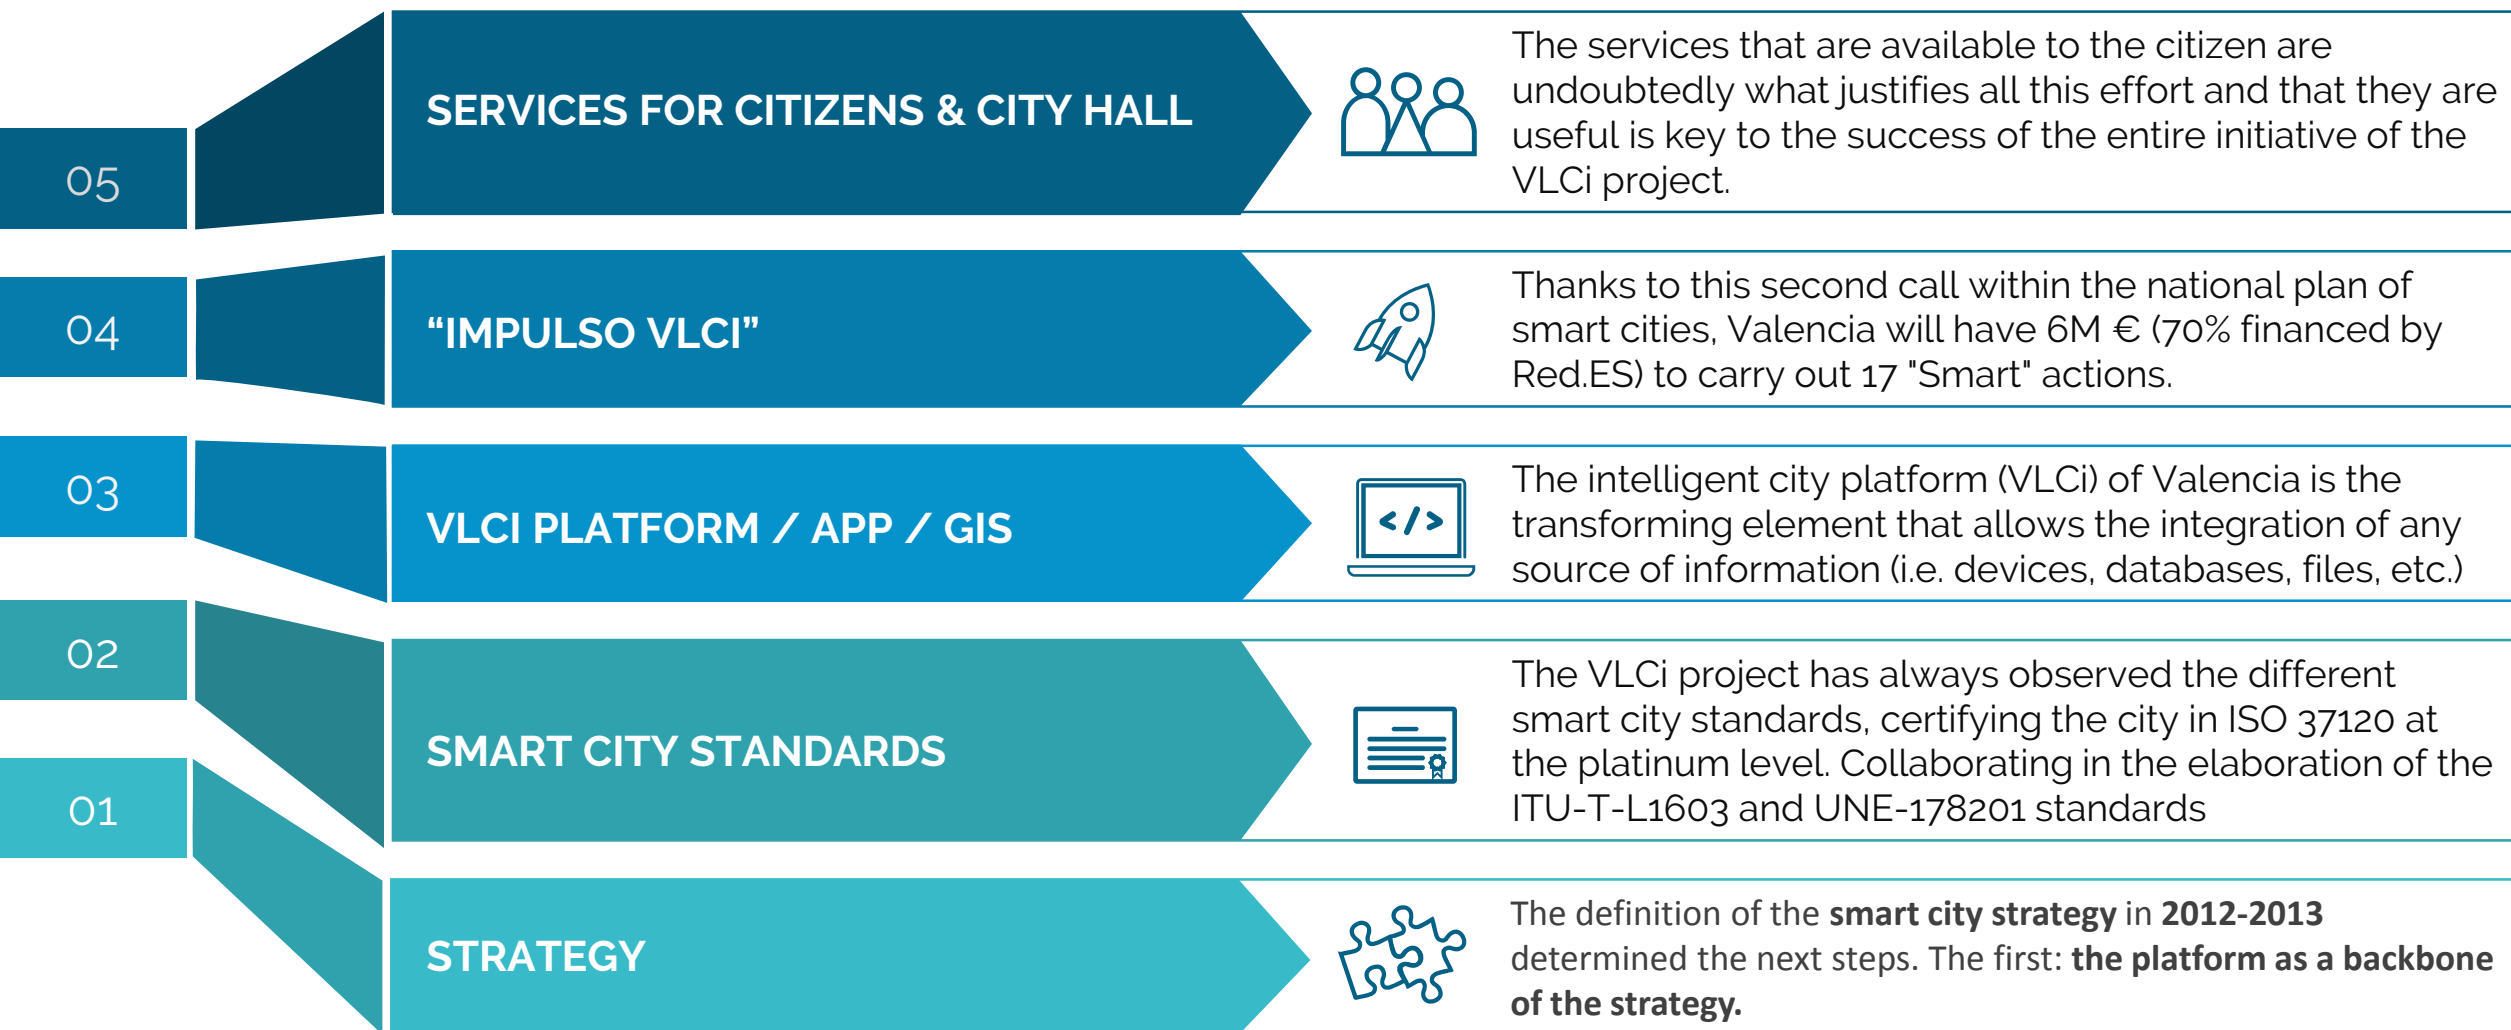 05
SERVICES FOR CITIZENS & CITY HALL
The services that are available to the citizen are
undoubtedly what justifies all this effort and that they are
useful is key to the success of the entire initiative of the
VLCi project.
04
“IMPULSO VLCI”
Thanks to this second call within the national plan of
smart cities, Valencia will have 6M € (70% financed by
Red.ES) to carry out 17 "Smart" actions.
03
VLCI PLATFORM / APP / GIS
</>
The intelligent city platform (VLCi) of Valencia is the
transforming element that allows the integration of any
source of information (i.e. devices, databases, files, etc.)
02
SMART CITY STANDARDS
The VLCi project has always observed the different
smart city standards, certifying the city in ISO 37120 at
the platinum level. Collaborating in the elaboration of the
ITU-T-L1603 and UNE-178201 standards
01
STRATEGY
The definition of the smart city strategy in 2012-2013
determined the next steps. The first: the platform as a backbone
of the strategy.